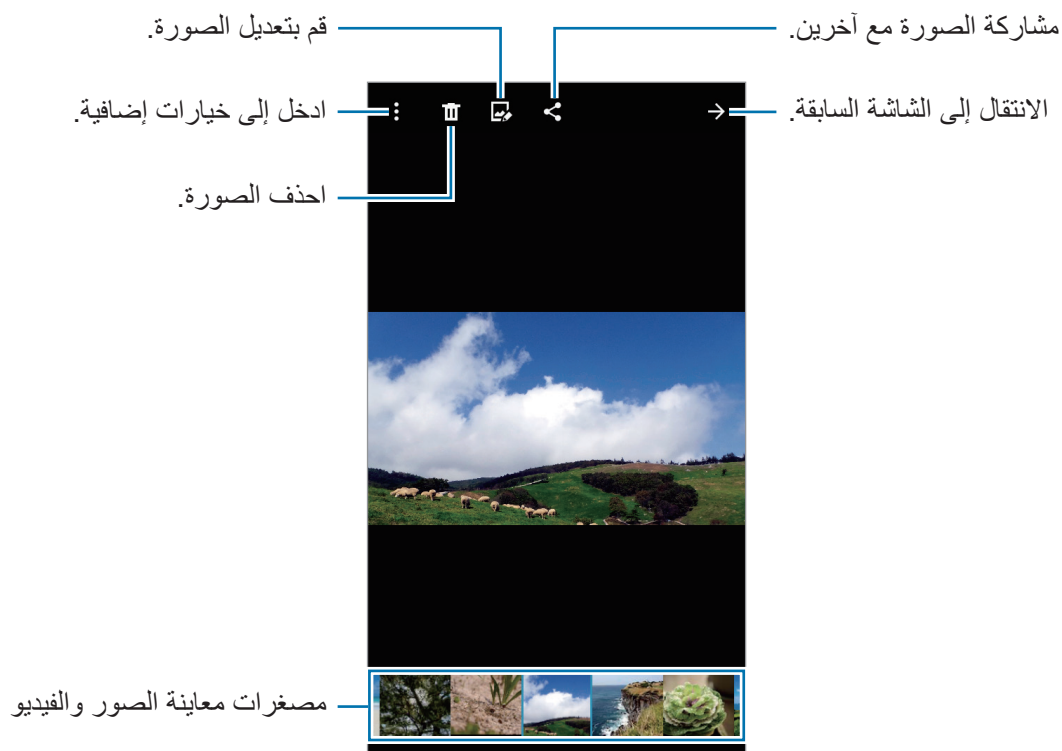 مشاركة الصورة مع آخرين.
قم بتعديل الصورة.
الانتقال إلى الشاشة السابقة.
ادخل إلى خيارات إضافية.
احذف الصورة.
مصغرات معاينة الصور والفيديو